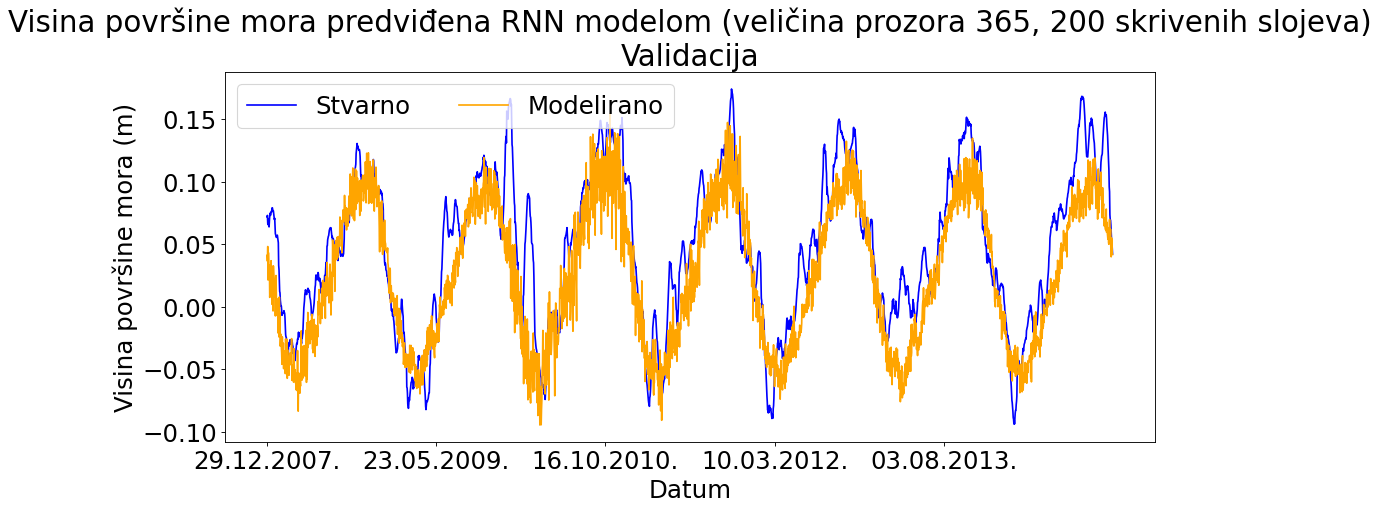 Visina površine mora predviđena RNN modelom (veličina prozora 365, 200 skrivenih slojeva)
Validacija
Stvarno
Modelirano
Visina površine mora (m)
0.15
0.10
0.05
0.00
−0.05
−0.10
29.12.2007.
23.05.2009.
16.10.2010.
10.03.2012.
03.08.2013.
Datum